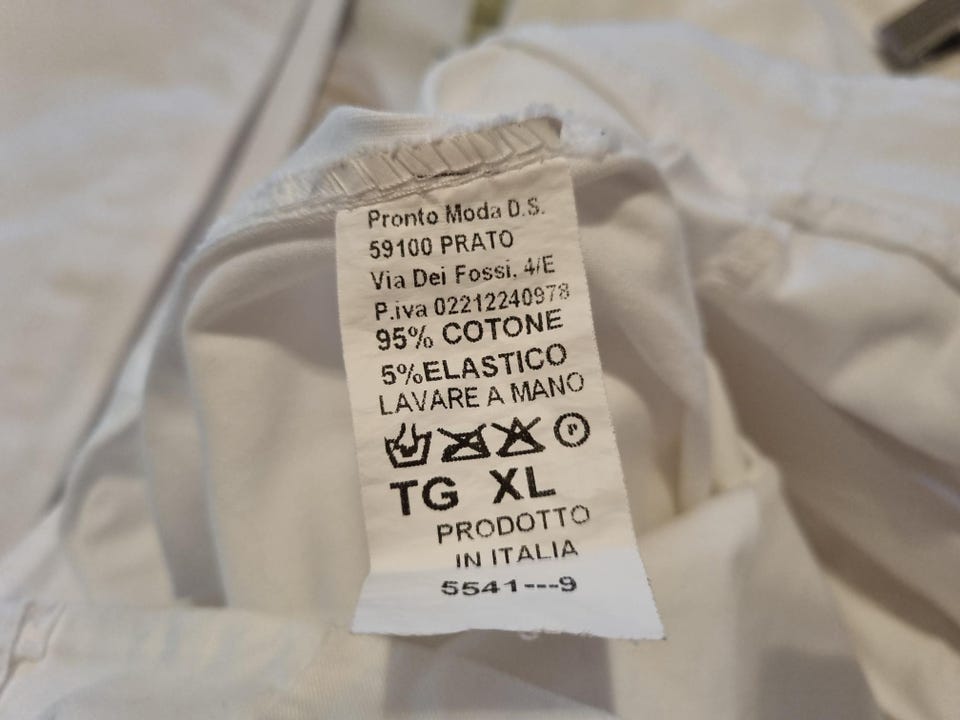 Pronto Moda D.S.
59100 PRATO
Via Dei Fossi, 4/E
P.iva 02212240978
95% COTONE
5%ELASTICO
LAVARE A MANO
P
TG XL
PRODOTTO
IN ITALIA
5541---9